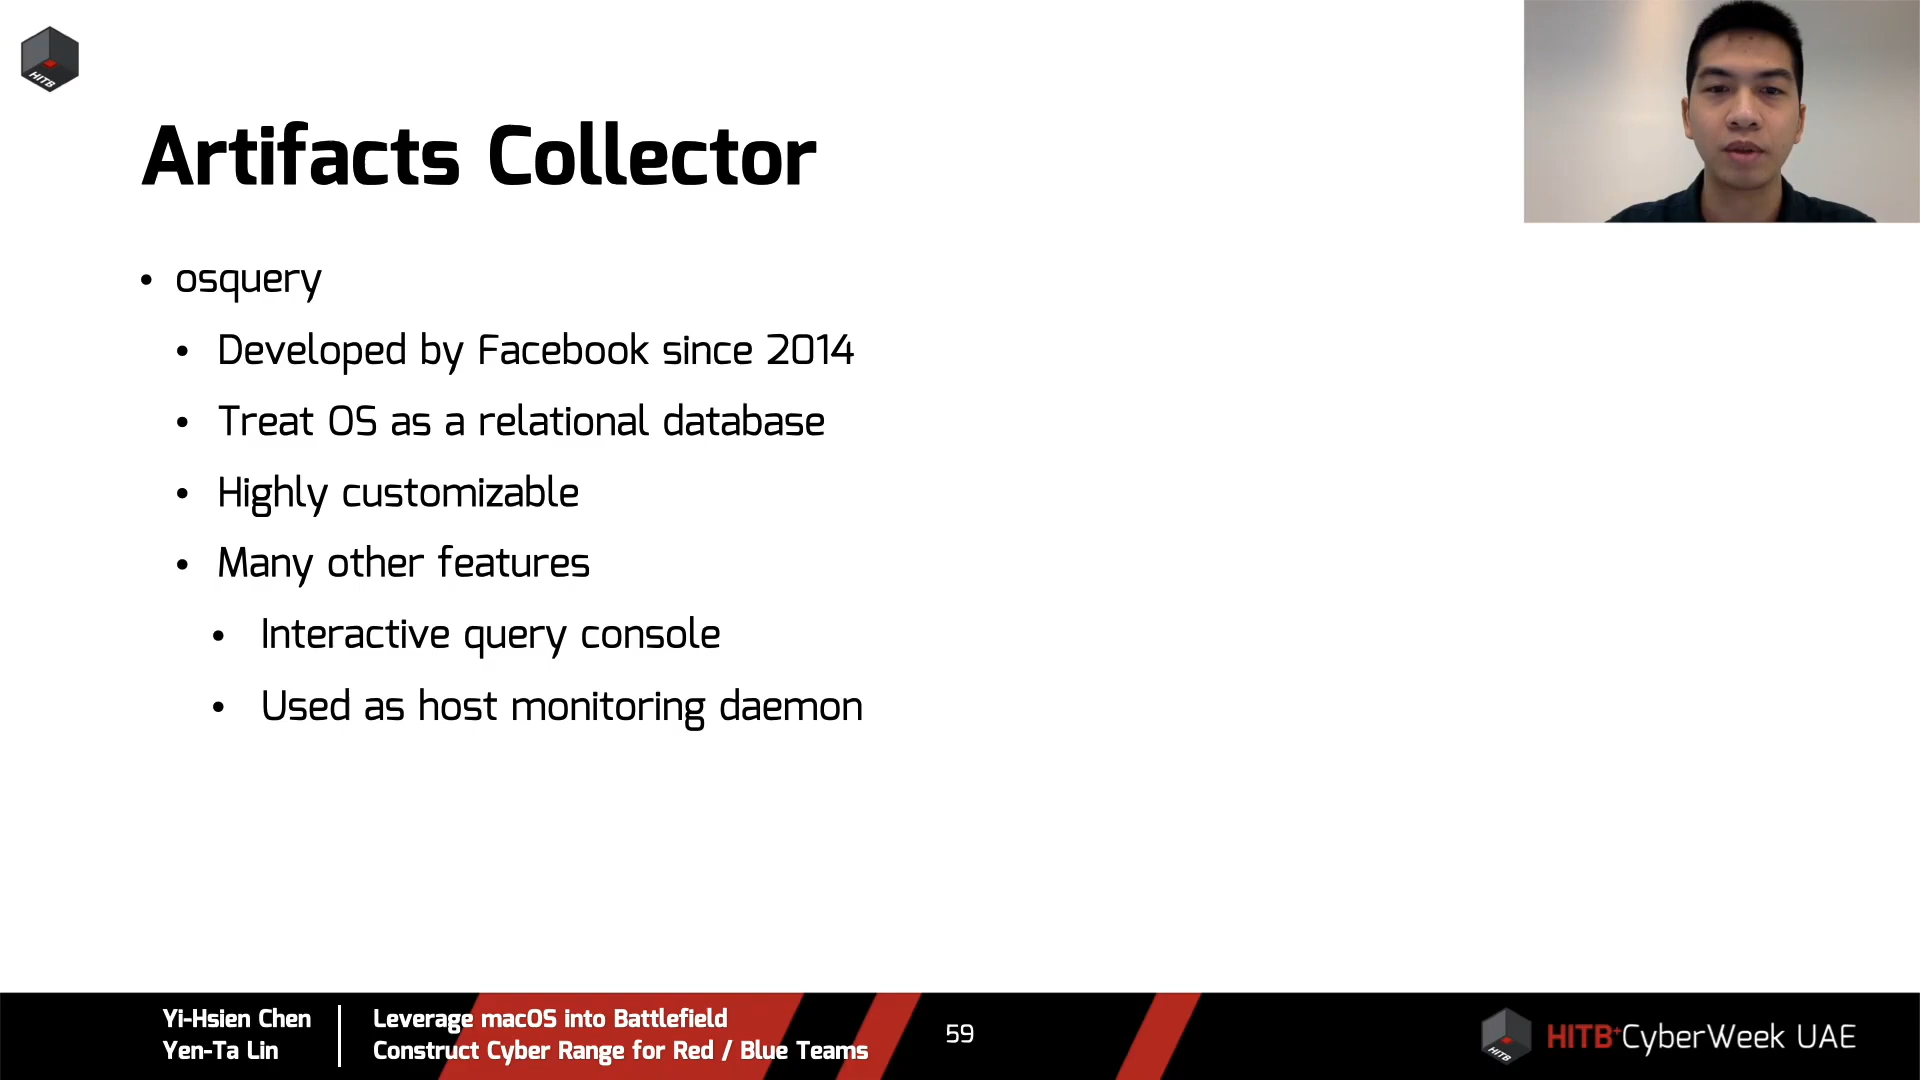 HITB
Artifacts Collector
• osquery
• Developed by Facebook since 2014
• Treat OS as a relational database
• Highly customizable
• Many other features
• Interactive query console
• Used as host monitoring daemon
Yi-Hsien Chen
Yen-Ta Lin
Leverage macOS into Battlefield
Construct Cyber Range for Red / Blue Teams
59
HITB
HITB+CyberWeek UAE